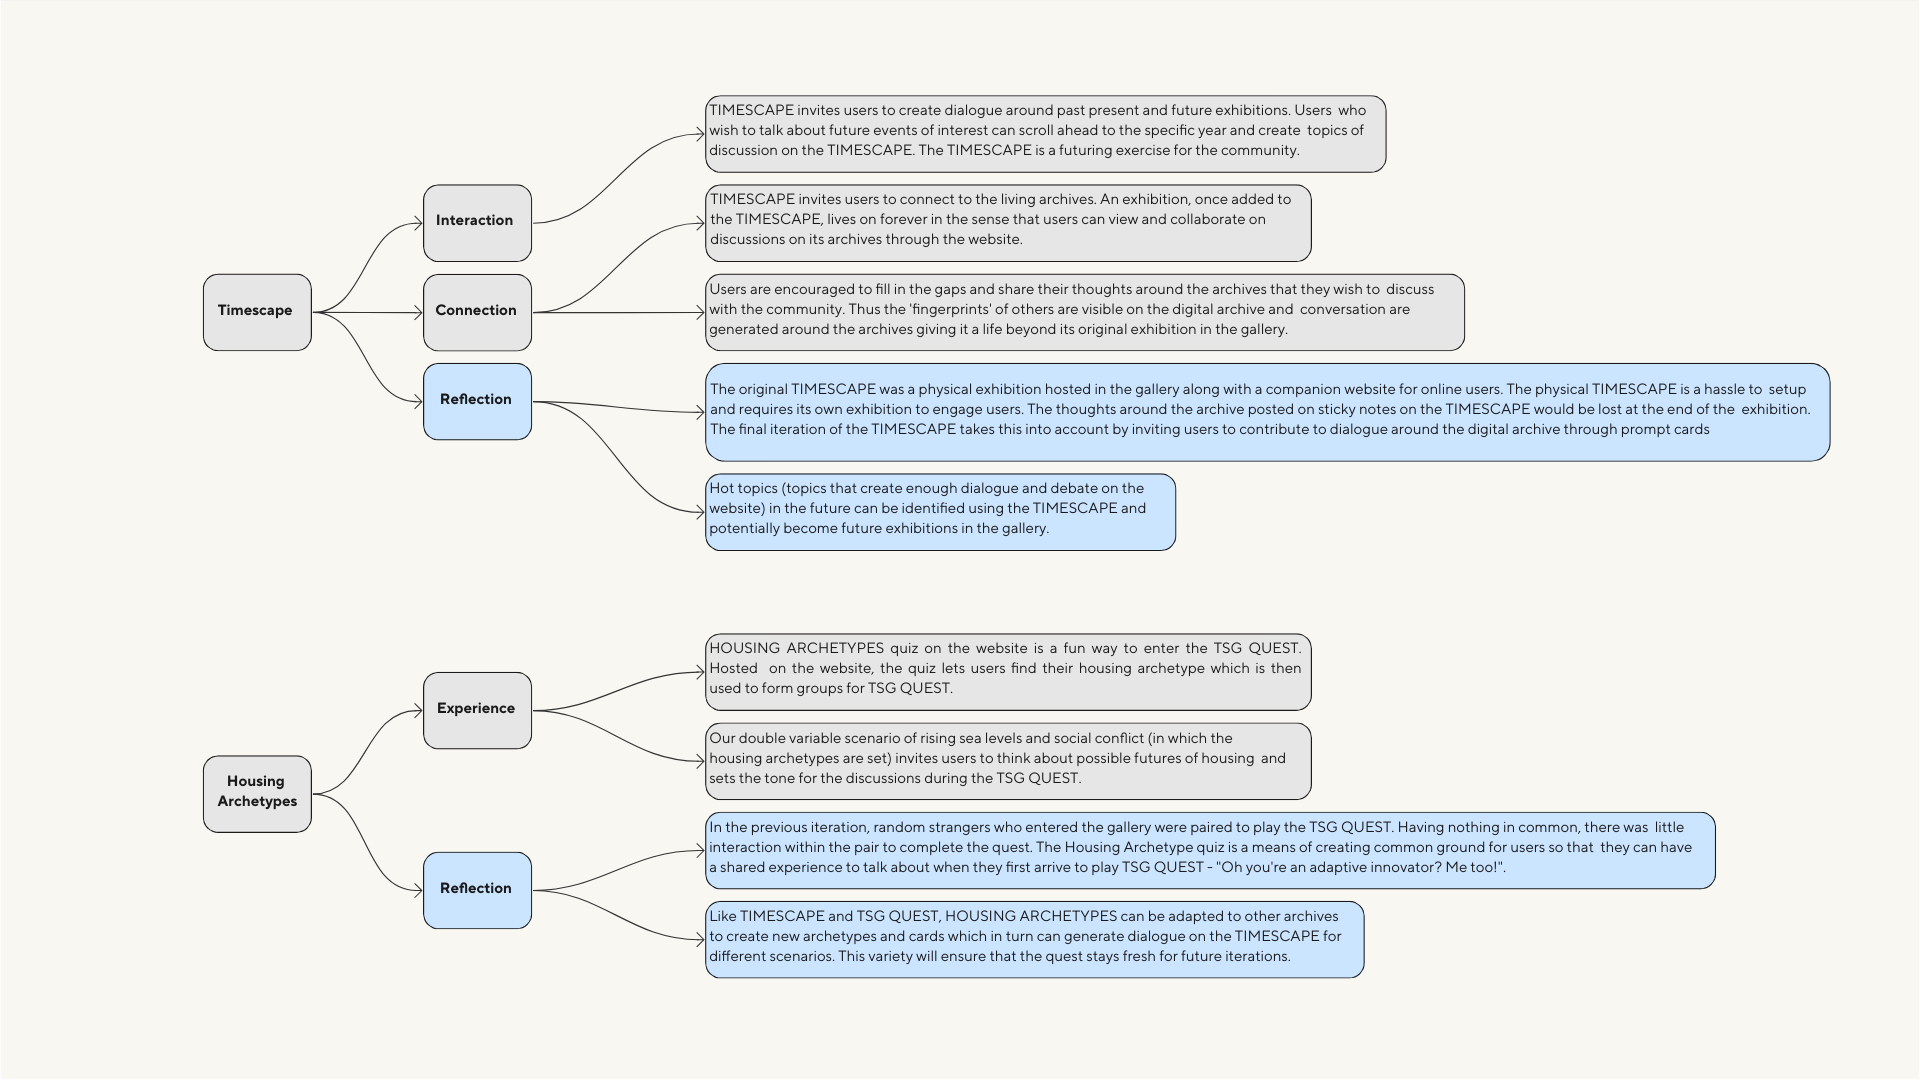 TIMESCAPE invites users to create dialogue around past present and future exhibitions. Users  who
wish to talk about future events of interest can scroll ahead to the specific year and create  topics of
discussion on the TIMESCAPE. The TIMESCAPE is a futuring exercise for the community.
Interaction
TIMESCAPE invites users to connect to the living archives. An exhibition, once added to
the TIMESCAPE, lives on forever in the sense that users can view and collaborate on
discussions on its archives through the website.
Timescape
Connection
Users are encouraged to fill in the gaps and share their thoughts around the archives that they wish to  discuss
with the community. Thus the 'fingerprints' of others are visible on the digital archive and  conversation are
generated around the archives giving it a life beyond its original exhibition in the gallery.
Reflection
The original TIMESCAPE was a physical exhibition hosted in the gallery along with a companion website for online users. The physical TIMESCAPE is a hassle to  setup
and requires its own exhibition to engage users. The thoughts around the archive posted on sticky notes on the TIMESCAPE would be lost at the end of the  exhibition.
The final iteration of the TIMESCAPE takes this into account by inviting users to contribute to dialogue around the digital archive through prompt cards
Hot topics (topics that create enough dialogue and debate on the
website) in the future can be identified using the TIMESCAPE and
potentially become future exhibitions in the gallery.
HOUSING ARCHETYPES quiz on the website is a fun way to enter the TSG QUEST.
Hosted  on the website, the quiz lets users find their housing archetype which is then
used to form groups for TSG QUEST.
Experience
Our double variable scenario of rising sea levels and social conflict (in which the
housing archetypes are set) invites users to think about possible futures of housing  and
sets the tone for the discussions during the TSG QUEST.
Housing
Archetypes
In the previous iteration, random strangers who entered the gallery were paired to play the TSG QUEST. Having nothing in common, there was  little
interaction within the pair to complete the quest. The Housing Archetype quiz is a means of creating common ground for users so that  they can have
a shared experience to talk about when they first arrive to play TSG QUEST - "Oh you're an adaptive innovator? Me too!".
Reflection
Like TIMESCAPE and TSG QUEST, HOUSING ARCHETYPES can be adapted to other archives
to create new archetypes and cards which in turn can generate dialogue on the TIMESCAPE for
different scenarios. This variety will ensure that the quest stays fresh for future iterations.